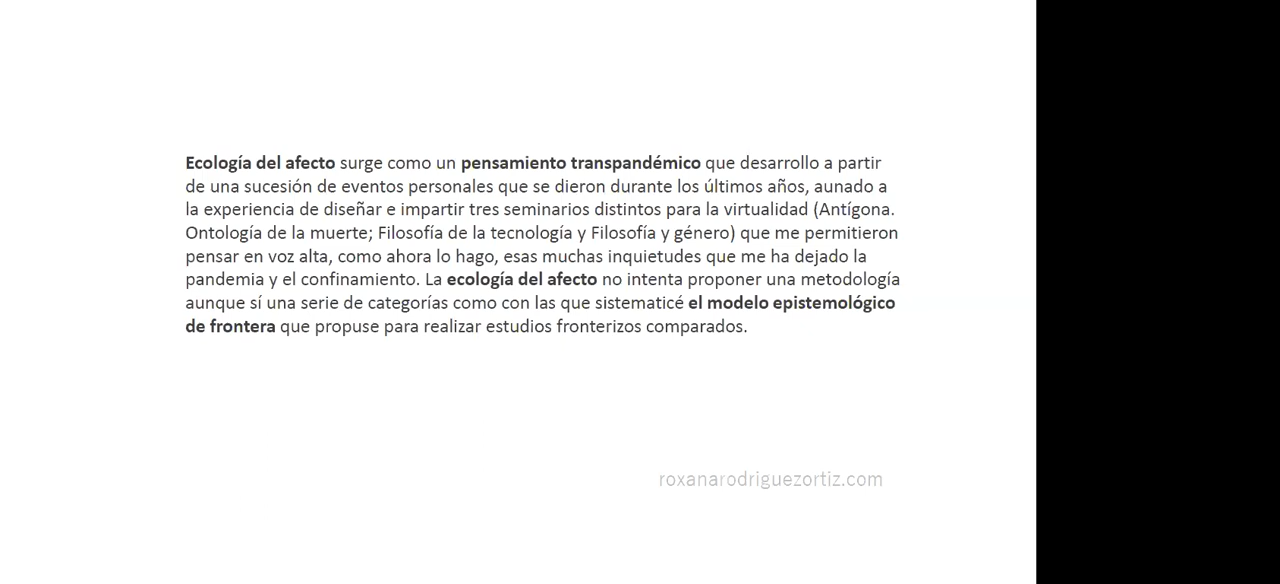 Ecología del afecto surge como un pensamiento transpandémico que desarrollo a partir
de una sucesión de eventos personales que se dieron durante los últimos años, aunado a
la experiencia de diseñar e impartir tres seminarios distintos para la virtualidad (Antígona.
Ontología de la muerte; Filosofía de la tecnología y Filosofía y género) que me permitieron
pensar en voz alta, como ahora lo hago, esas muchas inquietudes que me ha dejado la
pandemia y el confinamiento. La ecología del afecto no intenta proponer una metodología
aunque sí una serie de categorías como con las que sistematicé el modelo epistemológico
de frontera que propuse para realizar estudios fronterizos comparados.
roxanarodriguezortiz.com